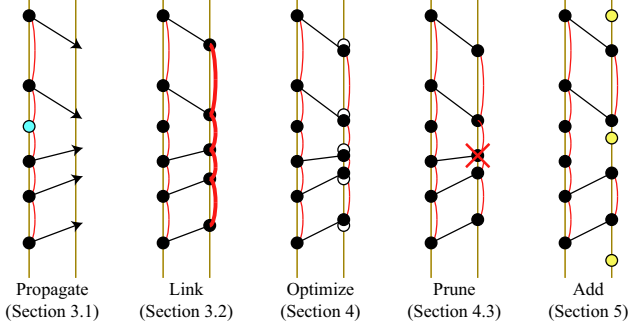 Propagate Link Optimize Prune Add
(Section 3.1) (Section 3.2) (Section 4) (Section 4.3) (Section 5)